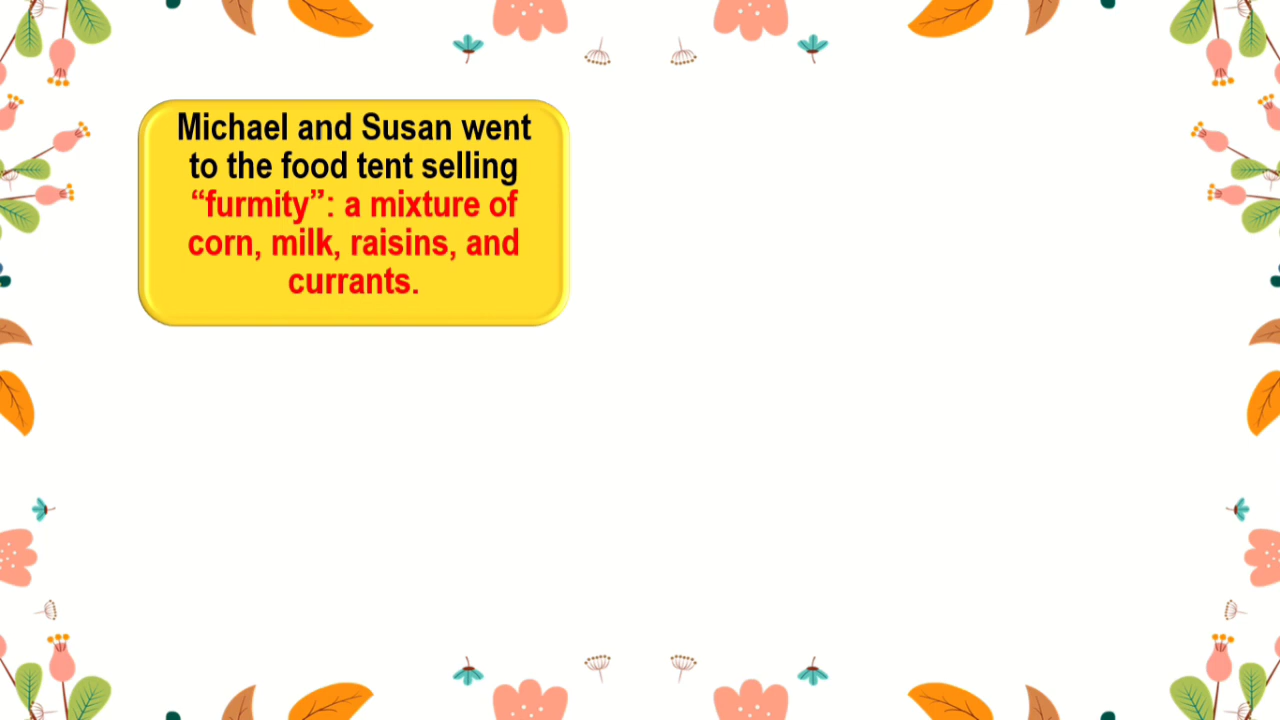 Michael and Susan went
to the food tent selling
“furmity”: a mixture of
corn, milk, raisins, and
currants.